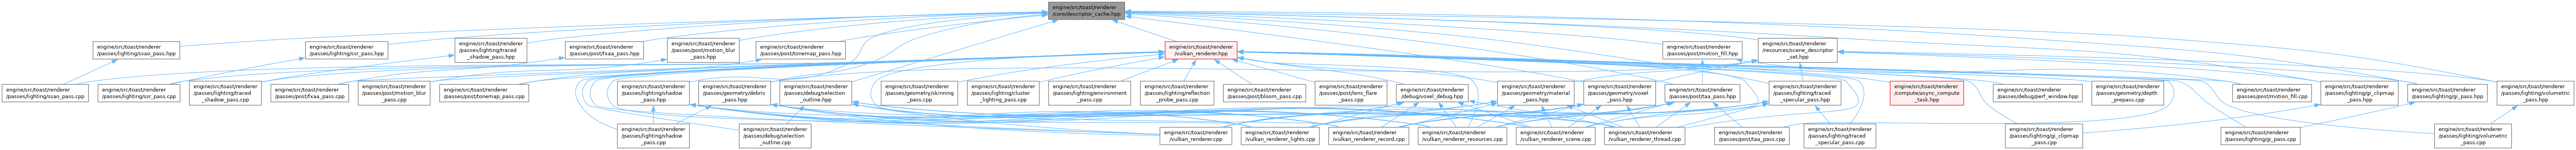 engine/src/toast/renderer
/core/descriptor_cache.hpp
engine/src/toast/renderer
/passes/lighting/ssao_pass.hpp
engine/src/toast/renderer
/passes/lighting/ssr_pass.hpp
engine/src/toast/renderer
/passes/lighting/traced
_shadow_pass.hpp
engine/src/toast/renderer
/passes/post/fxaa_pass.hpp
engine/src/toast/renderer
/passes/post/motion_blur
_pass.hpp
engine/src/toast/renderer
/passes/post/tonemap_pass.hpp
engine/src/toast/renderer
/vulkan_renderer.hpp
engine/src/toast/renderer
/passes/post/motion_fill.hpp
engine/src/toast/renderer
/resources/scene_descriptor
_set.hpp
engine/src/toast/renderer
/passes/lighting/ssao_pass.cpp
engine/src/toast/renderer
/passes/lighting/ssr_pass.cpp
engine/src/toast/renderer
/passes/lighting/traced
_shadow_pass.cpp
engine/src/toast/renderer
/passes/post/fxaa_pass.cpp
engine/src/toast/renderer
/passes/post/motion_blur
_pass.cpp
engine/src/toast/renderer
/passes/post/tonemap_pass.cpp
engine/src/toast/renderer
/passes/lighting/shadow
_pass.hpp
engine/src/toast/renderer
/passes/geometry/debris
_pass.hpp
engine/src/toast/renderer
/passes/debug/selection
_outline.hpp
engine/src/toast/renderer
/passes/geometry/skinning
_pass.cpp
engine/src/toast/renderer
/passes/lighting/cluster
_lighting_pass.cpp
engine/src/toast/renderer
/passes/lighting/environment
_pass.cpp
engine/src/toast/renderer
/passes/lighting/reflection
_probe_pass.cpp
engine/src/toast/renderer
/passes/post/bloom_pass.cpp
engine/src/toast/renderer
/passes/post/lens_flare
_pass.cpp
engine/src/toast/renderer
/debug/voxel_debug.hpp
engine/src/toast/renderer
/passes/geometry/material
_pass.hpp
engine/src/toast/renderer
/passes/geometry/voxel
_pass.hpp
engine/src/toast/renderer
/passes/post/taa_pass.hpp
engine/src/toast/renderer
/passes/lighting/traced
_specular_pass.hpp
engine/src/toast/renderer
/compute/async_compute
_task.hpp
engine/src/toast/renderer
/passes/debug/perf_window.hpp
engine/src/toast/renderer
/passes/geometry/depth
_prepass.cpp
engine/src/toast/renderer
/passes/post/motion_fill.cpp
engine/src/toast/renderer
/passes/lighting/gi_clipmap
_pass.hpp
engine/src/toast/renderer
/passes/lighting/gi_pass.hpp
engine/src/toast/renderer
/passes/lighting/volumetric
_pass.hpp
engine/src/toast/renderer
/passes/lighting/shadow
_pass.cpp
engine/src/toast/renderer
/passes/debug/selection
_outline.cpp
engine/src/toast/renderer
/vulkan_renderer.cpp
engine/src/toast/renderer
/vulkan_renderer_lights.cpp
engine/src/toast/renderer
/vulkan_renderer_record.cpp
engine/src/toast/renderer
/vulkan_renderer_resources.cpp
engine/src/toast/renderer
/vulkan_renderer_scene.cpp
engine/src/toast/renderer
/vulkan_renderer_thread.cpp
engine/src/toast/renderer
/passes/post/taa_pass.cpp
engine/src/toast/renderer
/passes/lighting/traced
_specular_pass.cpp
engine/src/toast/renderer
/passes/lighting/gi_clipmap
_pass.cpp
engine/src/toast/renderer
/passes/lighting/gi_pass.cpp
engine/src/toast/renderer
/passes/lighting/volumetric
_pass.cpp